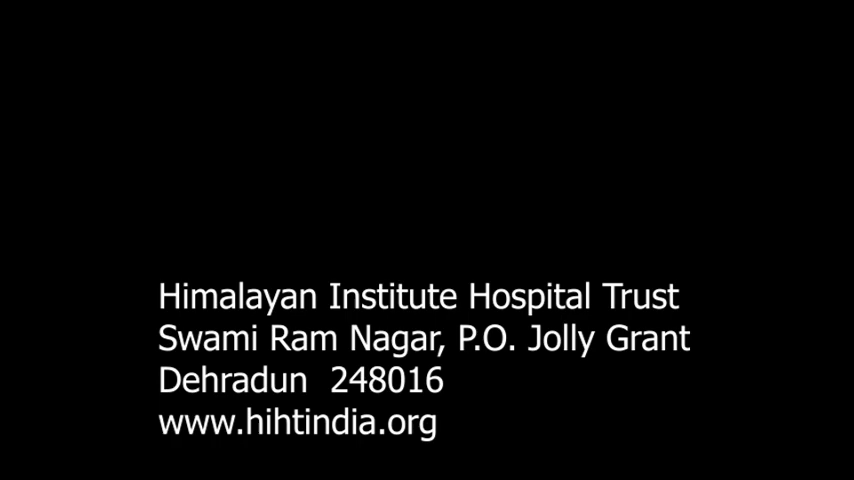 Himalayan Institute Hospital Trust
Swami Ram Nagar, P.O. Jolly Grant
Dehradun  248016
www.hihtindia.org